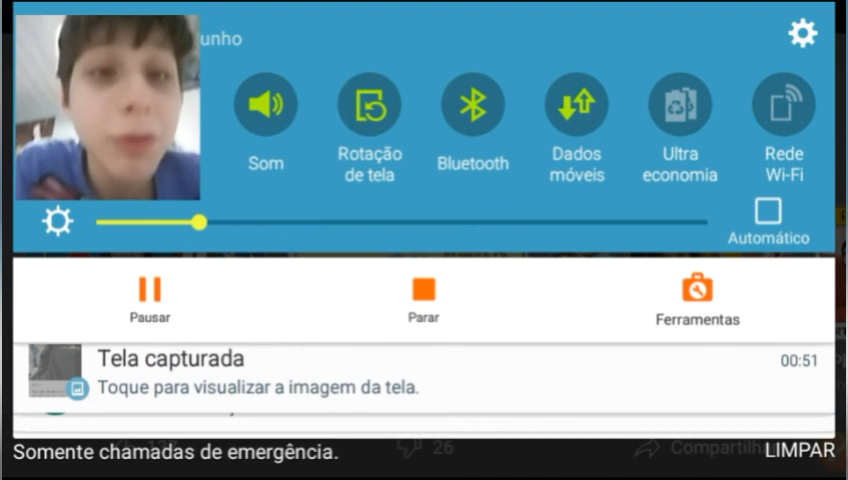 unho
Som
Rotação
de tela
Bluetooth
Dados
móveis
Ultra
economia
Rede
Wi-Fi
Automático
Pausar
Parar
Ferramentas
Tela capturada
00:51
Toque para visualizar a imagem da tela.
26
Compartilha
Somente chamadas de emergência.
LIMPAR